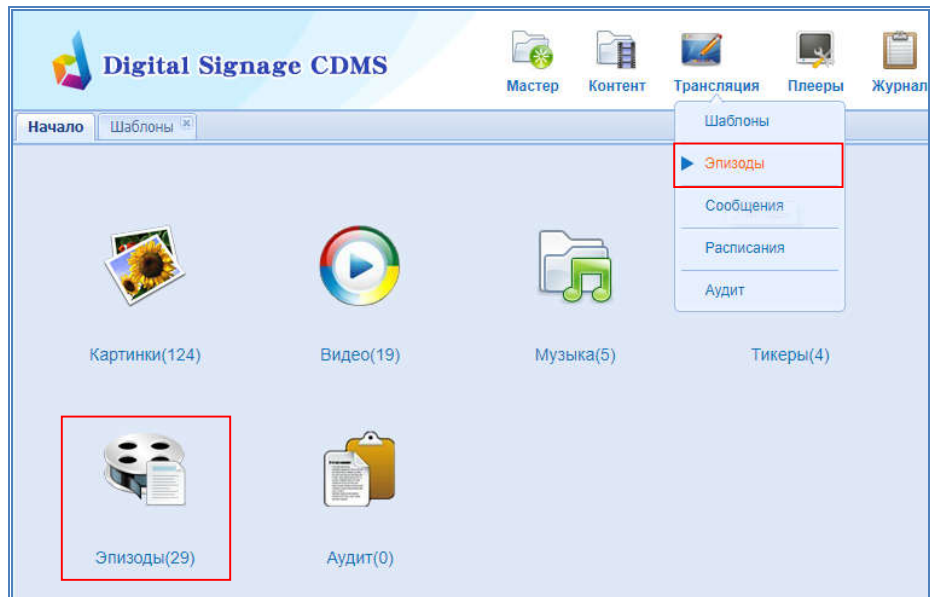 Digital Signage CDMS
Мастер Контент Трансляция Плееры Журнал
Начало Шаблоны
Шаблоны
Эпизоды
Сообщения
Расписания
Аудит
Картинки(124) Видео(19) Музыка(5) Тикеры(4)
Эпизоды(29) Аудит(0)